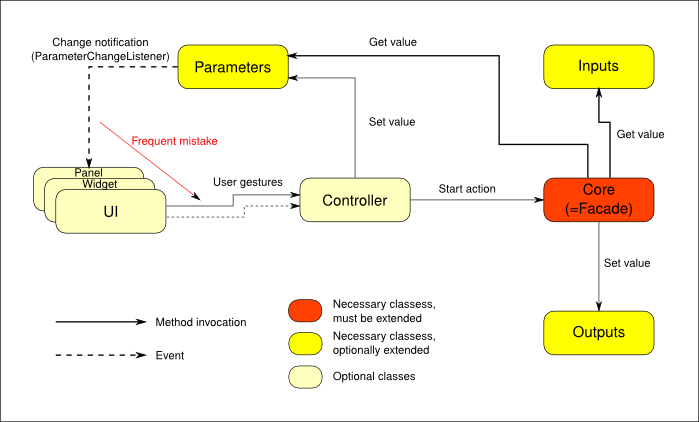 Change notification
(ParameterChangeListener)
Get value
Parameters
Inputs
Set value
Get value
Frequent mistake
Panel
Widget
UI
User gestures
Controller
Start action
Core
(=Facade)
Set value
Outputs
Method invocation
Event
Necessary classess,
must be extended
Necessary classess,
optionally extended
Optional classes